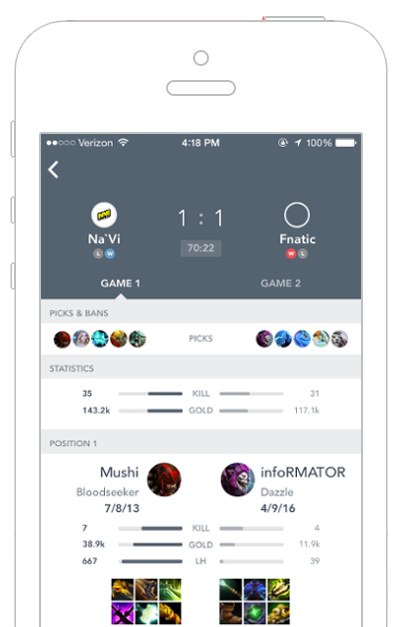 Verizon 4:18 PM 100%
1 : 1
Na`Vi 70:22 Fnatic
L W W L
GAME 1 GAME 2
PICKS & BANS
PICKS
STATISTICS
35 KILL 31
143.2k GOLD 117.1k
POSITION 1
Mushi infoRMATOR
Bloodseeker Dazzle
7/8/13 4/9/16
7 KILL 4
38.9k GOLD 11.9k
667 LH 39